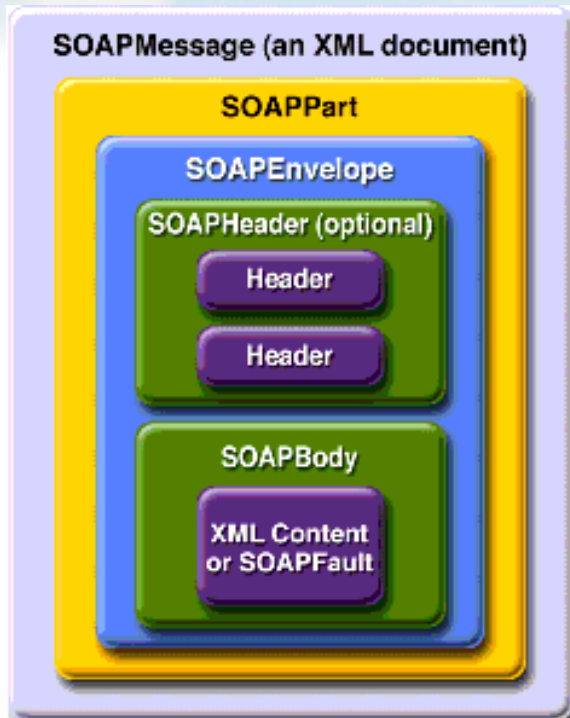 SOAPMessage (an XML document)
SOAPPart
SOAPEnvelope
SOAPHeader (optional)
Header
Header
SOAPBody
XML Content
or SOAPFault